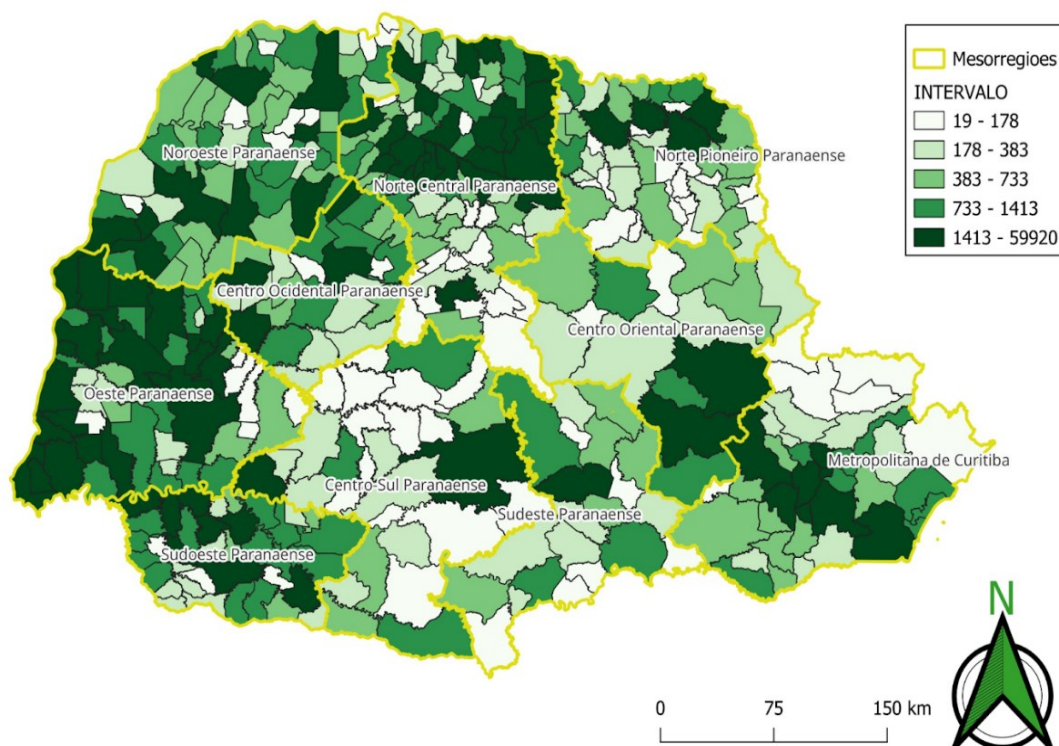 Mesorregioes
INTERVALO
19 - 178
178 - 383
383 - 733
733 - 1413
1413 - 59920
Noroeste Paranaense
Norte Pioneiro Paranaense
Norte Central Paranaense
Centro Ocidental Paranaense
Centro Oriental Paranaense
Oeste Paranaense
Metropolitana de Curitiba
Centro-Sul Paranaense
Sudeste Paranaense
Sudoeste Paranaense
N
0 75 150 km